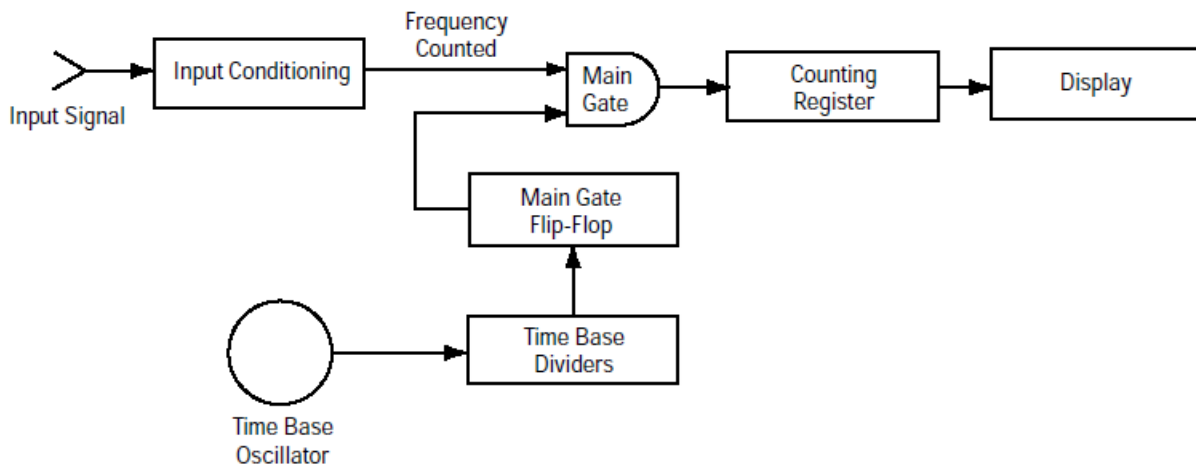 Frequency
Counted
Input Conditioning
Input Signal
Main
Gate
Counting
Register
Display
Main Gate
Flip-Flop
Time Base
Dividers
Time Base
Oscillator